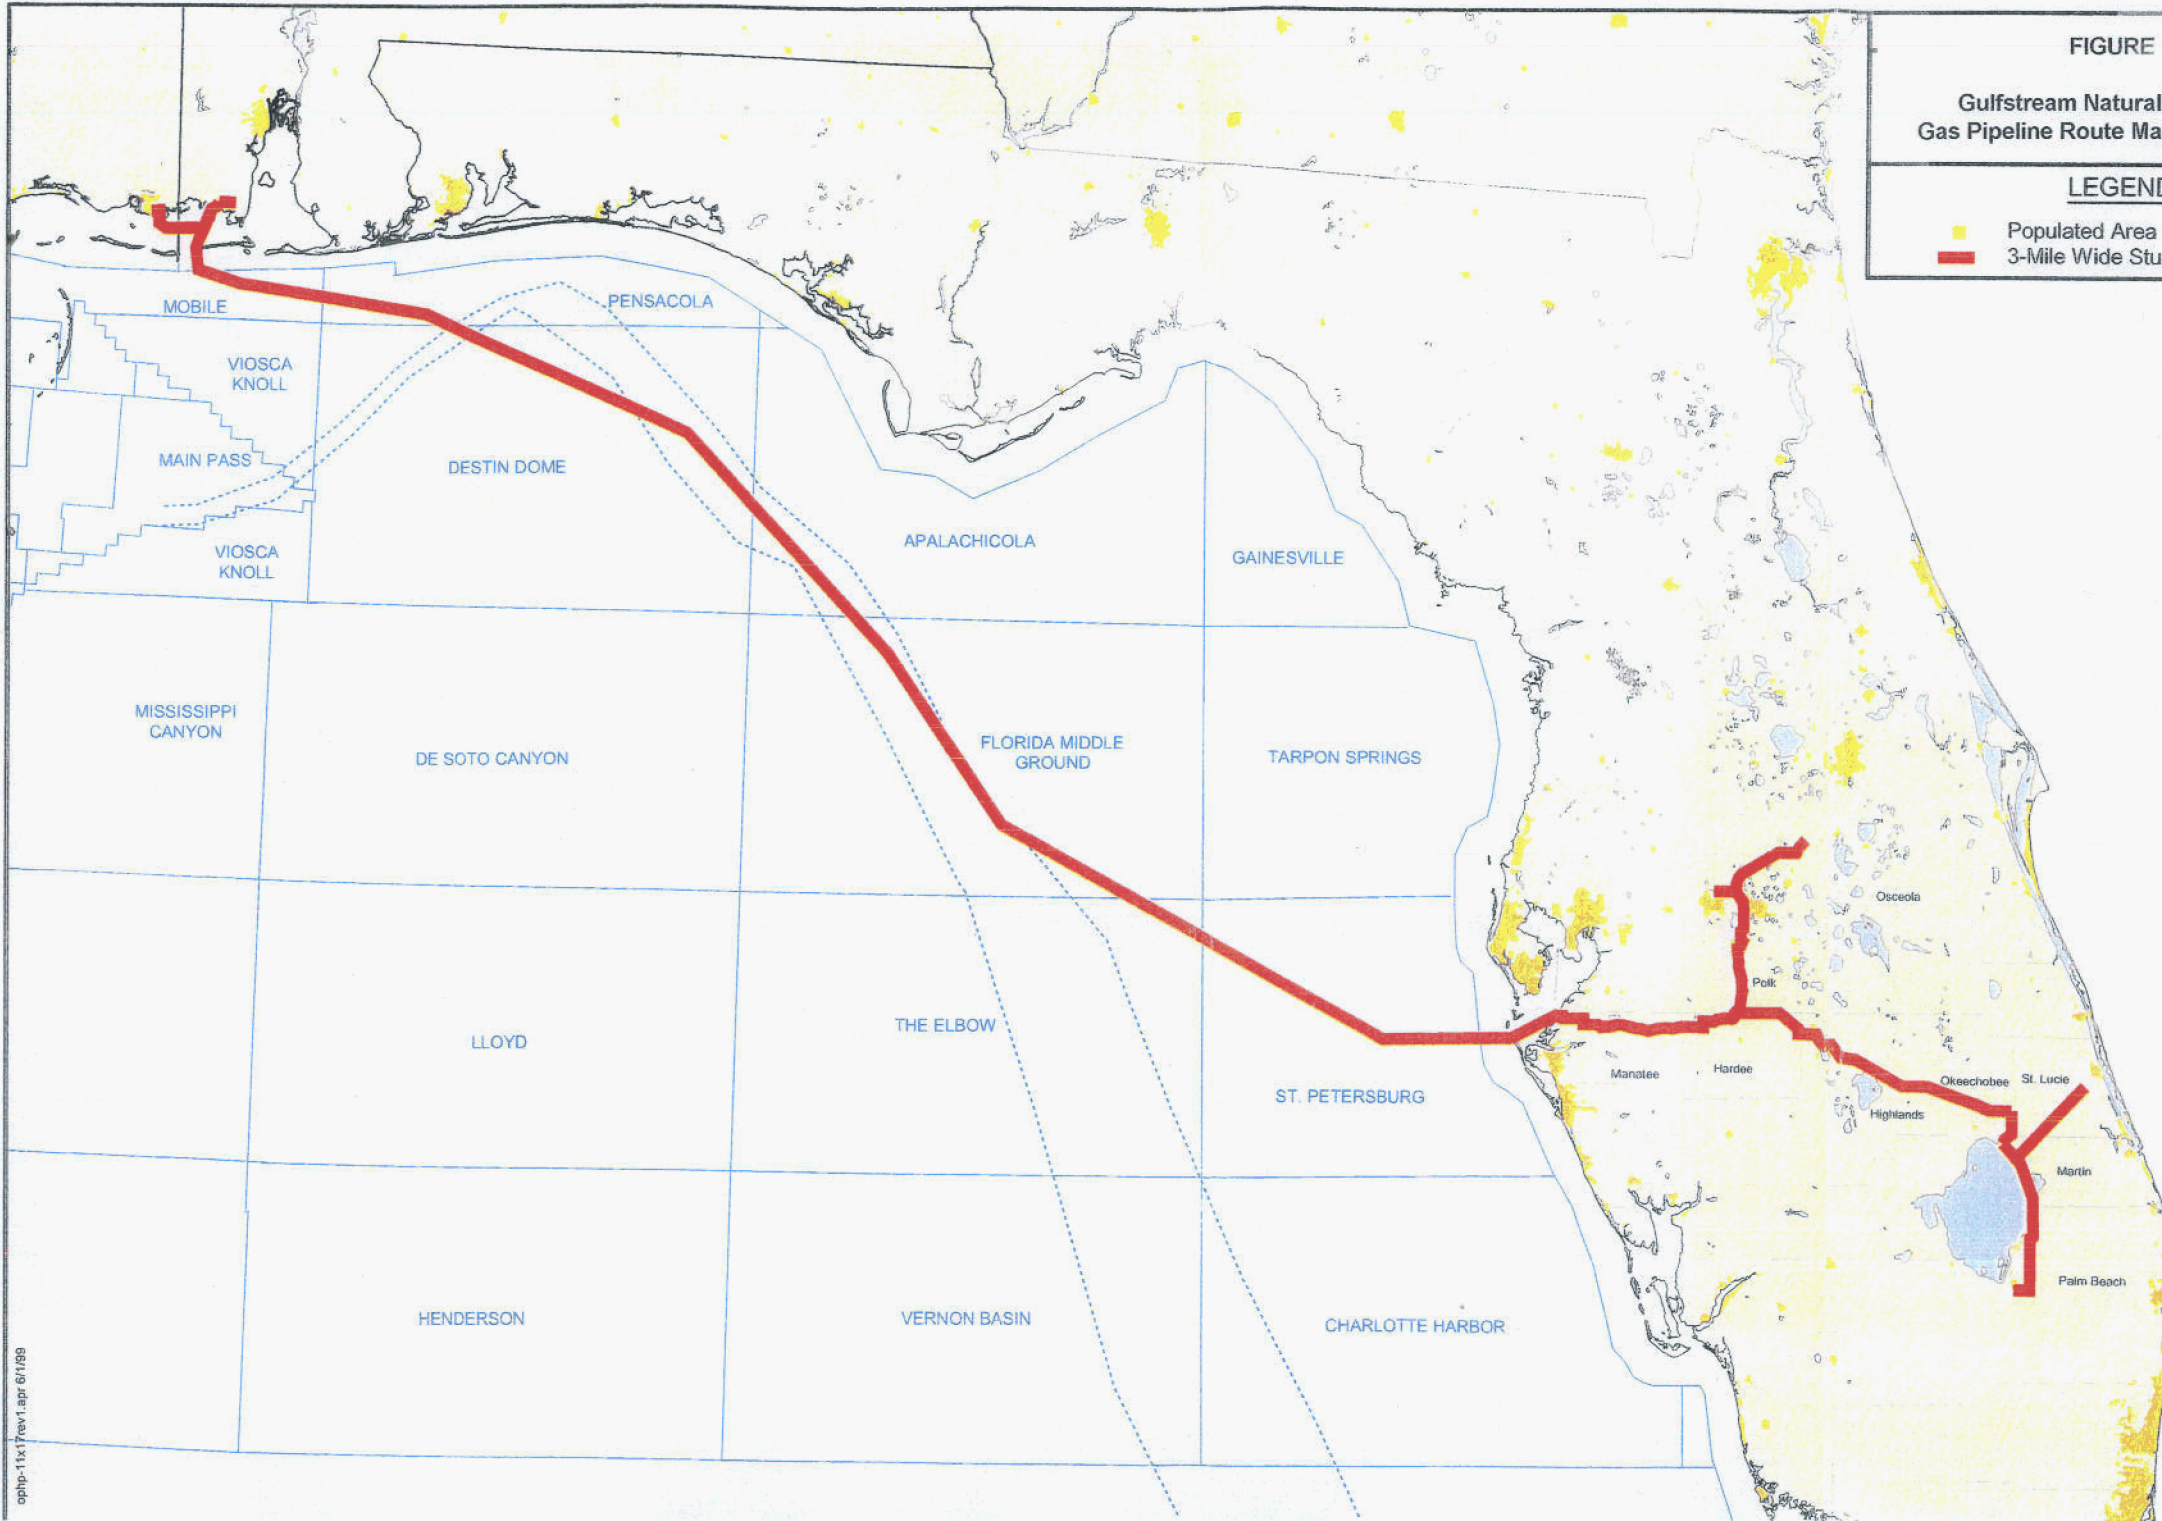 FIGURE
Gulfstream Natural
Gas Pipeline Route Ma
LEGEND
Populated Area
3-Mile Wide Stu
MOBILE
PENSACOLA
VIOSCA
KNOLL
MAIN PASS
DESTIN DOME
VIOSCA
KNOLL
APALACHICOLA
GAINESVILLE
MISSISSIPPI
CANYON
DE SOTO CANYON
FLORIDA MIDDLE
GROUND
TARPON SPRINGS
Osceola
Polk
LLOYD
THE ELBOW
ST. PETERSBURG
Manatee
Hardee
Okeechobee
St. Lucie
Highlands
Martin
Palm Beach
HENDERSON
VERNON BASIN
CHARLOTTE HARBOR
ophp-11x17rev1.apr 6/1/99